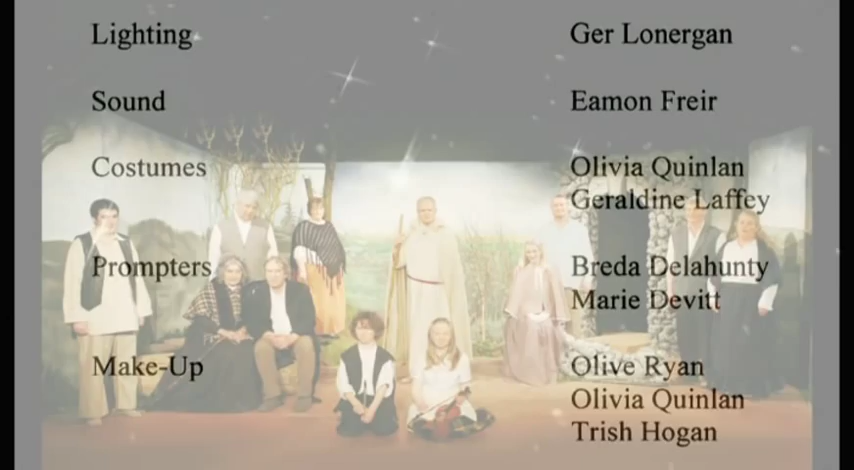 Lighting Ger Lonergan
Sound Eamon Freir
Costumes Olivia Quinlan
Geraldine Laffey
Prompters Breda Delahunty
Marie Devitt
Make-Up Olive Ryan
Olivia Quinlan
Trish Hogan